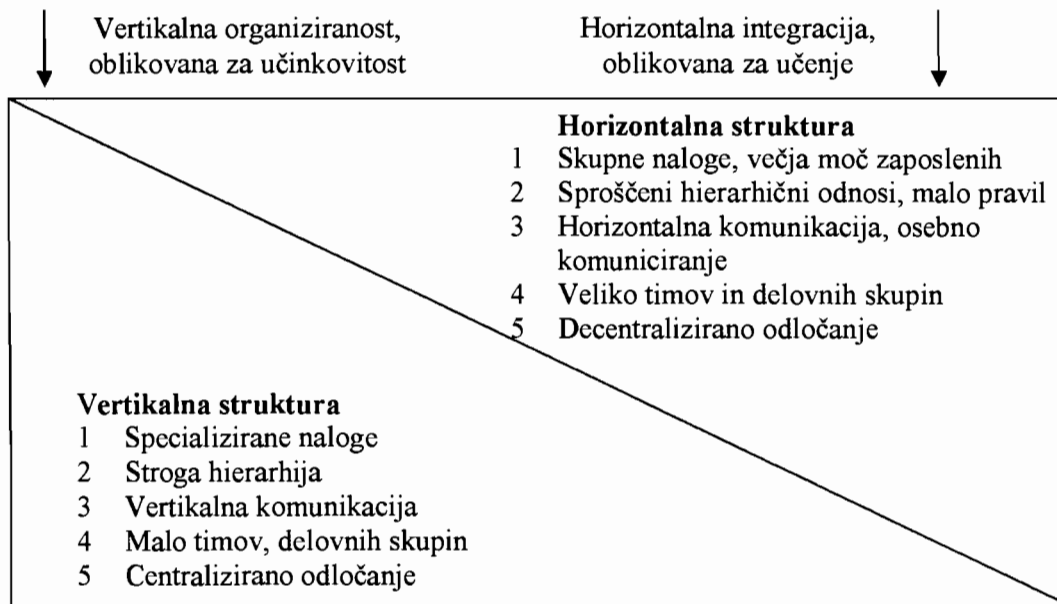 Vertikalna organiziranost,
oblikovana za učinkovitost
Horizontalna integracija,
oblikovana za učenje
Horizontalna struktura
1 Skupne naloge, večja moč zaposlenih
2 Sproščeni hierarhični odnosi, malo pravil
3 Horizontalna komunikacija, osebno
komuniciranje
4 Veliko timov in delovnih skupin
5 Decentralizirano odločanje
Vertikalna struktura
1 Specializirane naloge
2 Stroga hierarhija
3 Vertikalna komunikacija
4 Malo timov, delovnih skupin
5 Centralizirano odločanje